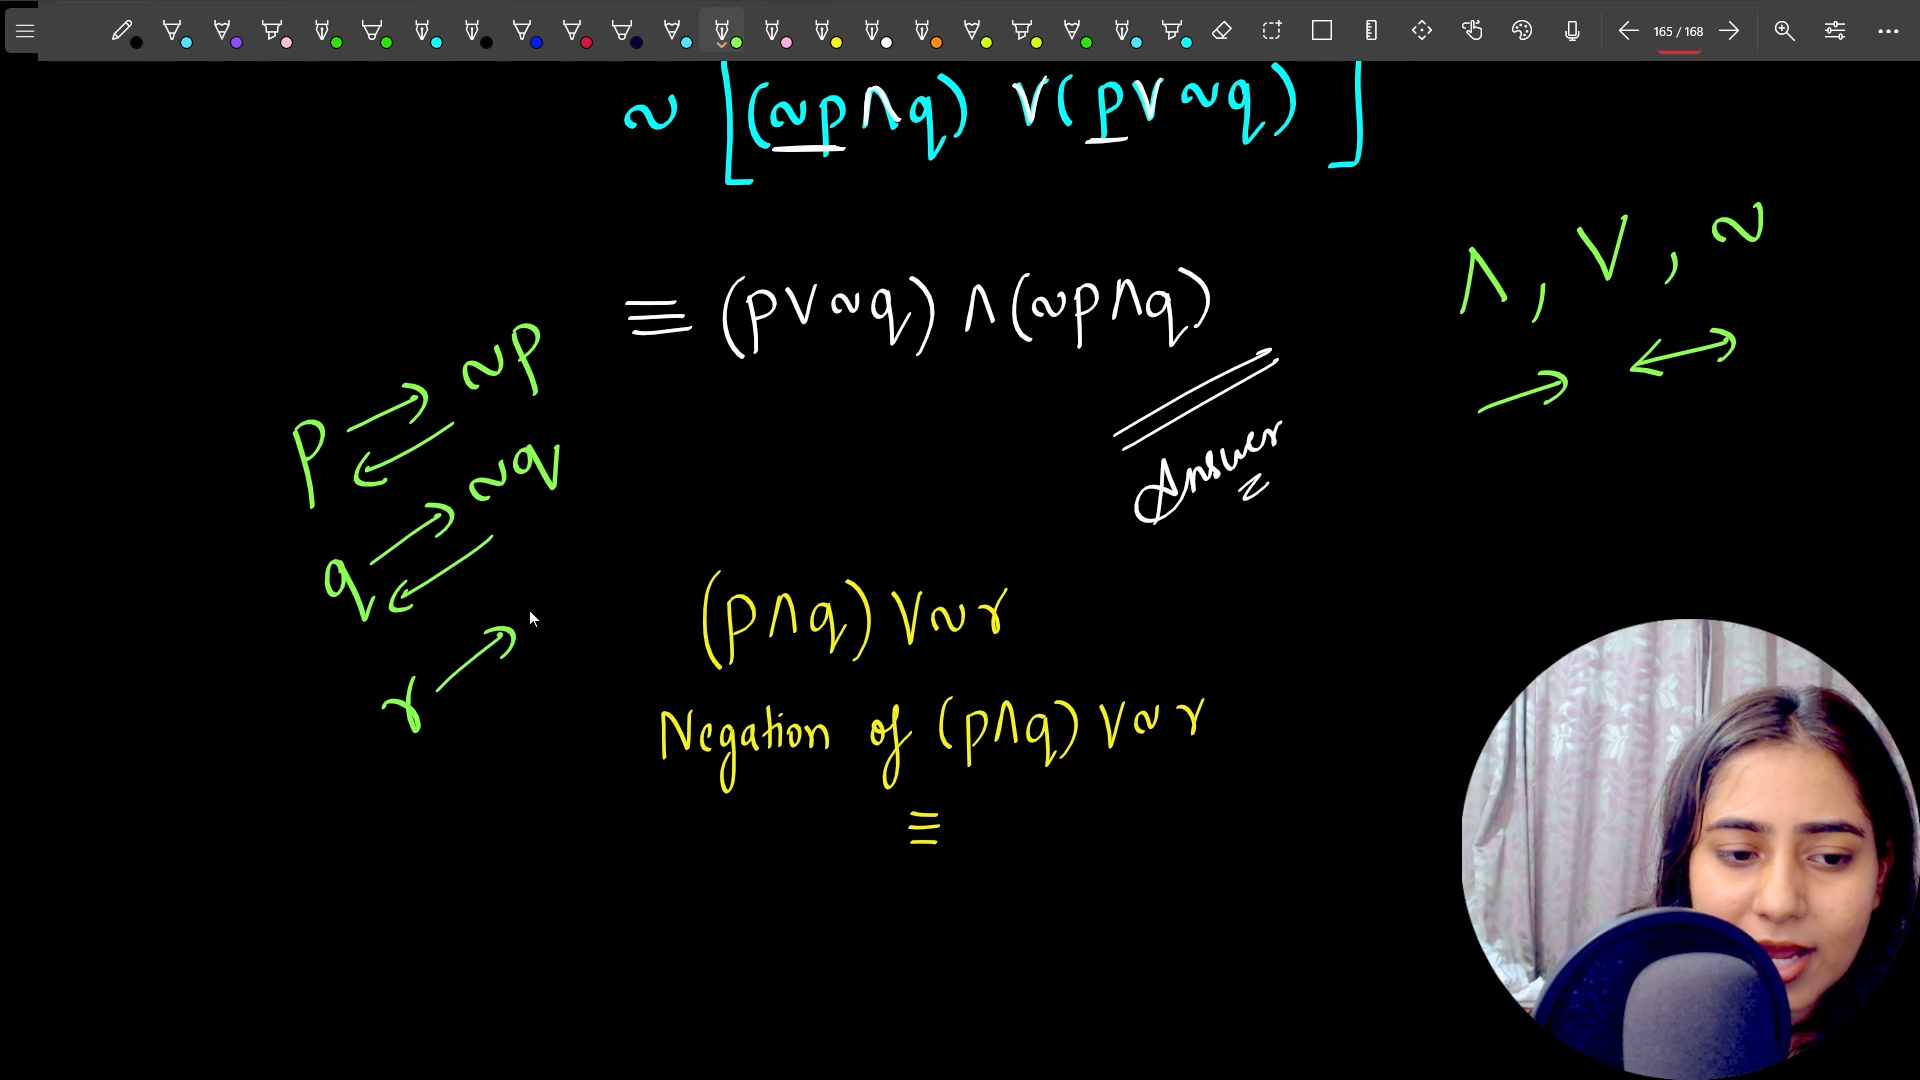 165 / 168
~ [(~p∧q) ∨(p∨~q)]
≡ (p∨~q) ∧(~p∧q)
∧, ∨, ~
→ ↔
p ⇄ ~p
q ⇄ ~q
r →
Answer
(p∧q) ∨~r
Negation of (p∧q) ∨~r
≡